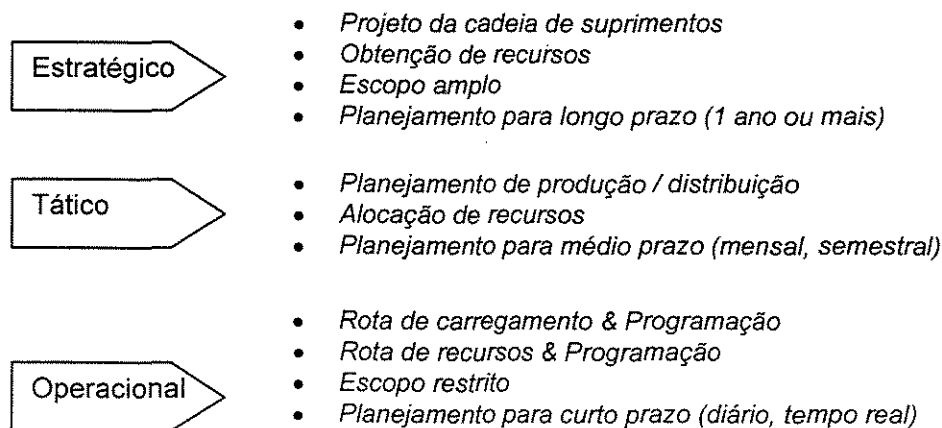 Estratégico
• Projeto da cadeia de suprimentos
• Obtenção de recursos
• Escopo amplo
• Planejamento para longo prazo (1 ano ou mais)
Tático
• Planejamento de produção / distribuição
• Alocação de recursos
• Planejamento para médio prazo (mensal, semestral)
Operacional
• Rota de carregamento & Programação
• Rota de recursos & Programação
• Escopo restrito
• Planejamento para curto prazo (diário, tempo real)